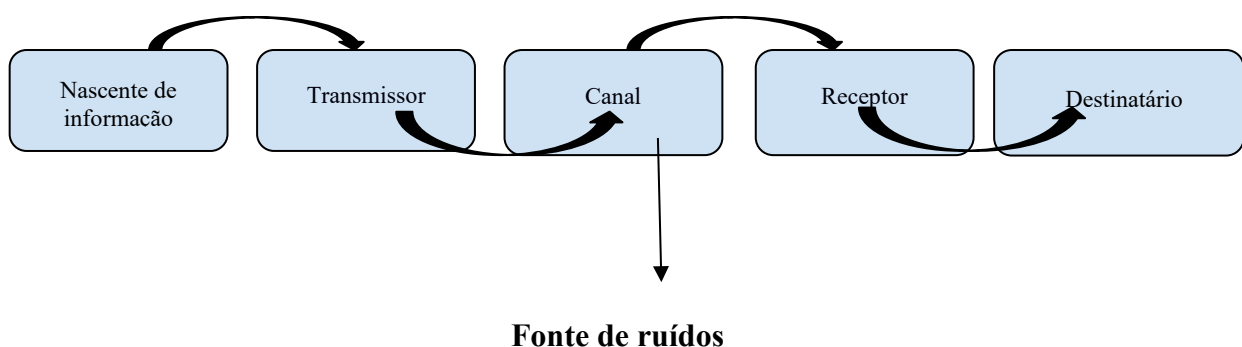 Nascente de
informacão
Transmissor
Canal
Receptor
Destinatário
Fonte de ruídos